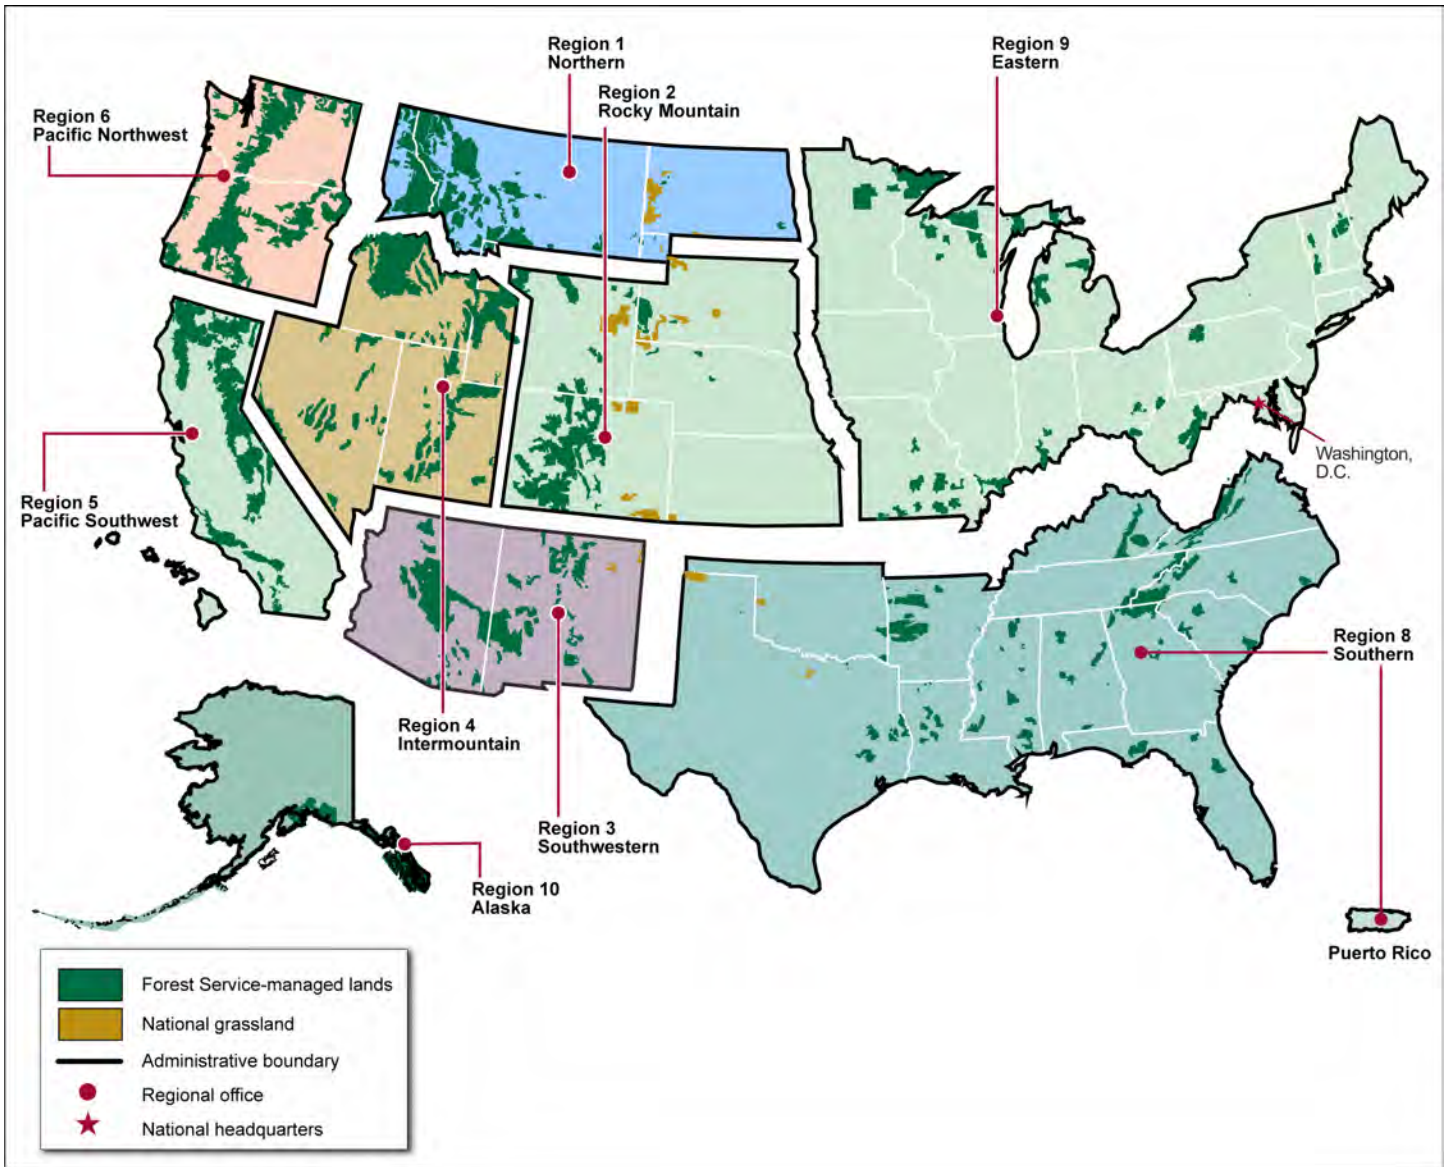 Region 1
Northern
Region 9
Eastern
Region 2
Rocky Mountain
Region 6
Pacific Northwest
Washington,
D.C.
Region 5
Pacific Southwest
Region 8
Southern
Region 4
Intermountain
Region 3
Southwestern
Region 10
Alaska
Puerto Rico
Forest Service-managed lands
National grassland
Administrative boundary
Regional office
National headquarters